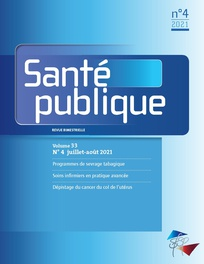 n°4
2021
Santé
publique
REVUE BIMESTRIELLE
Volume 33
N° 4 juillet-août 2021
Programmes de sevrage tabagique
Soins infirmiers en pratique avancée
Dépistage du cancer du col de l'utérus